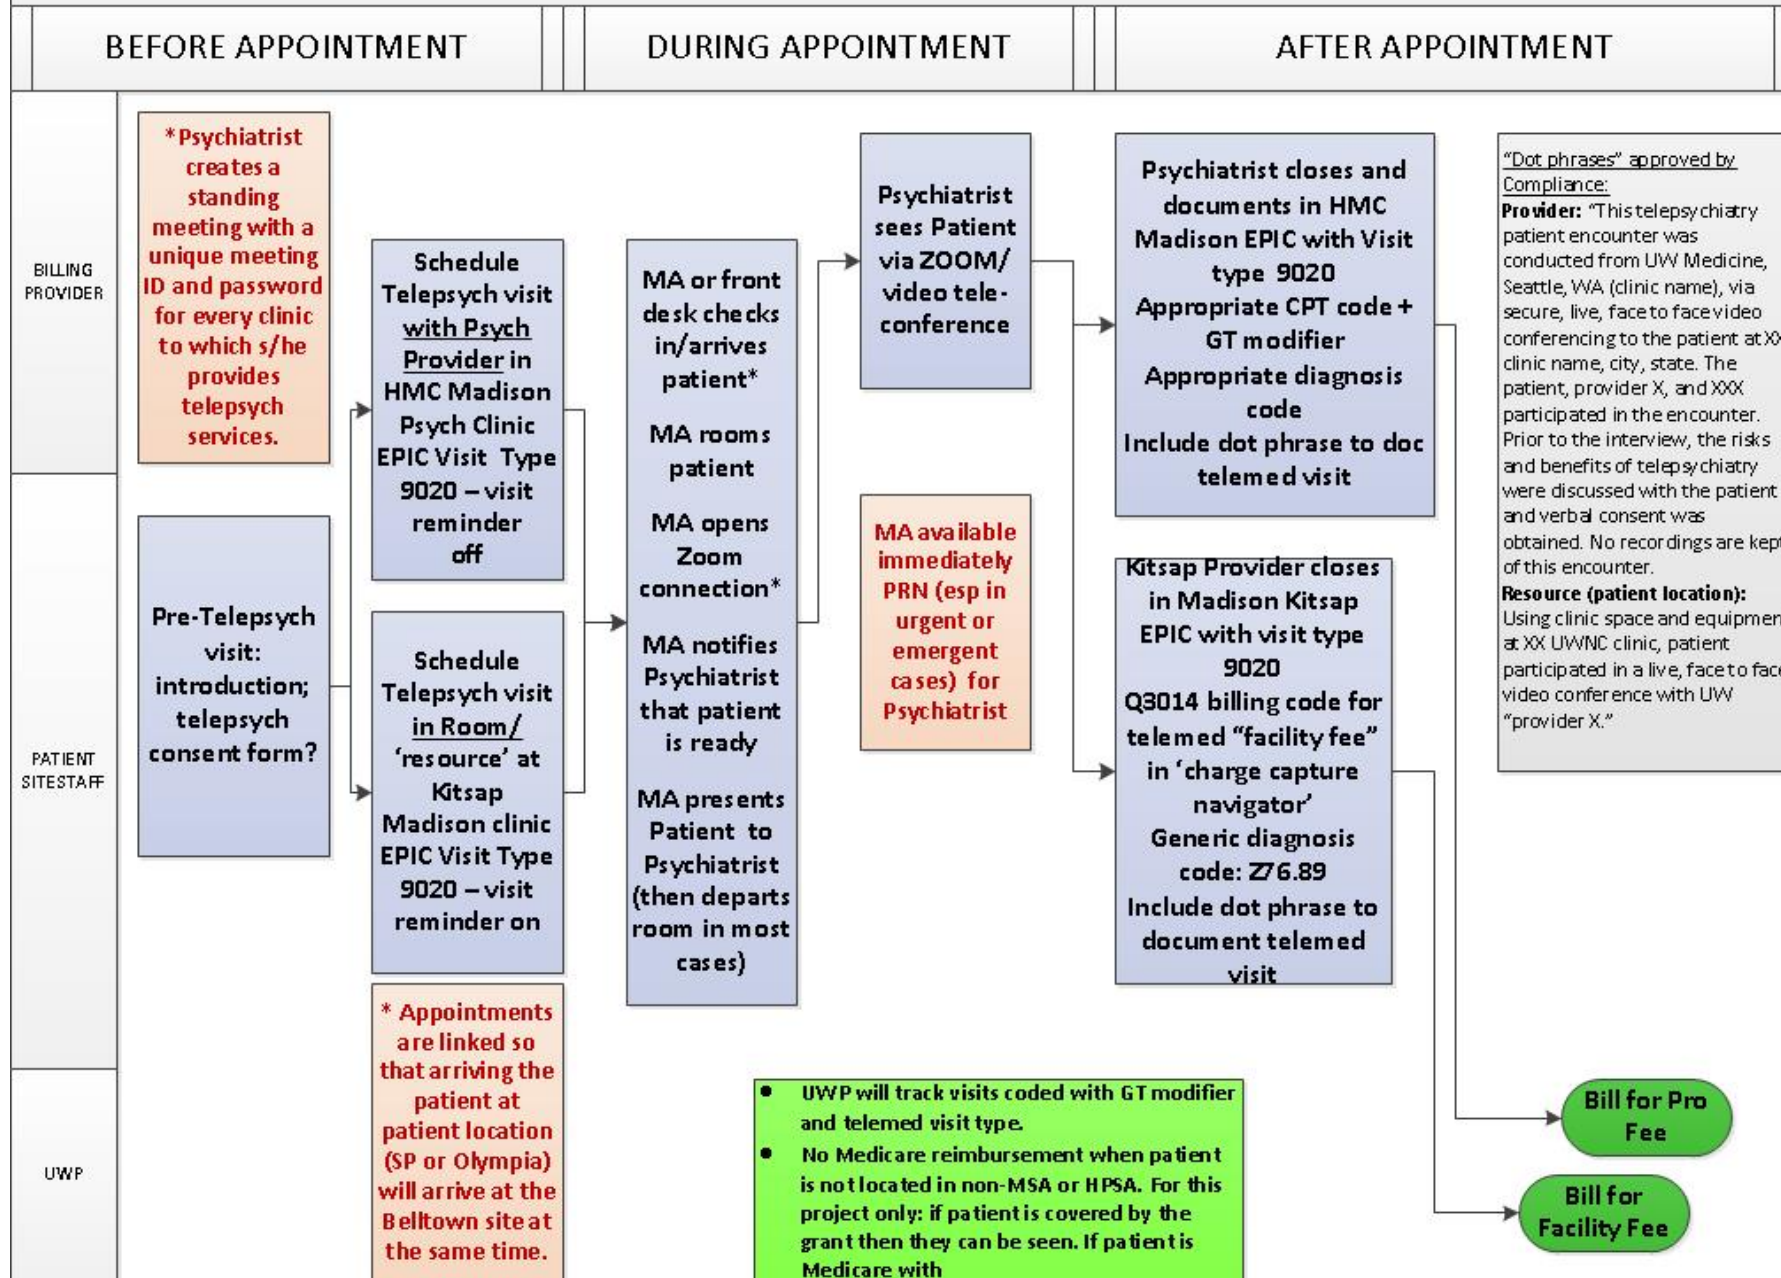 BEFORE APPOINTMENT
DURING APPOINTMENT
AFTER APPOINTMENT
BILLING
PROVIDER
PATIENT
SITESTAFF
UWP
*Psychiatrist
creates a
standing
meeting with a
unique meeting
ID and password
for every clinic
to which s/he
provides
telepsych
services.
Pre-Telepsych
visit:
introduction;
telepsych
consent form?
Schedule
Telepsych visit
with Psych
Provider in
HMC Madison
Psych Clinic
EPIC Visit Type
9020 – visit
reminder
off
Schedule
Telepsych visit
in Room/
‘resource’ at
Kitsap
Madison clinic
EPIC Visit Type
9020 – visit
reminder on
* Appointments
are linked so
that arriving the
patient at
patient location
(SP or Olympia)
will arrive at the
Belltown site at
the same time.
MA or front
desk checks
in/arrives
patient*
MA rooms
patient
MA opens
Zoom
connection*
MA notifies
Psychiatrist
that patient
is ready
MA presents
Patient to
Psychiatrist
(then departs
room in most
cases)
Psychiatrist
sees Patient
via ZOOM/
video tele-
conference
MA available
immediately
PRN (esp in
urgent or
emergent
cases) for
Psychiatrist
Psychiatrist closes and
documents in HMC
Madison EPIC with Visit
type 9020
Appropriate CPT code +
GT modifier
Appropriate diagnosis
code
Include dot phrase to doc
telemed visit
Kitsap Provider closes
in Madison Kitsap
EPIC with visit type
9020
Q3014 billing code for
telemed “facility fee”
in ‘charge capture
navigator’
Generic diagnosis
code: Z76.89
Include dot phrase to
document telemed
visit
“Dot phrases” approved by
Compliance:
Provider: “This telepsychiatry
patient encounter was
conducted from UW Medicine,
Seattle, WA (clinic name), via
secure, live, face to face video
conferencing to the patient at XX
clinic name, city, state. The
patient, provider X, and XXX
participated in the encounter.
Prior to the interview, the risks
and benefits of telepsychiatry
were discussed with the patient
and verbal consent was
obtained. No recordings are kept
of this encounter.
Resource (patient location):
Using clinic space and equipmen
at XX UWNC clinic, patient
participated in a live, face to face
video conference with UW
“provider X.”
• UWP will track visits coded with GT modifier
and telemed visit type.
• No Medicare reimbursement when patient
is not located in non-MSA or HPSA. For this
project only: if patient is covered by the
grant then they can be seen. If patient is
Medicare with
Bill for Pro
Fee
Bill for
Facility Fee